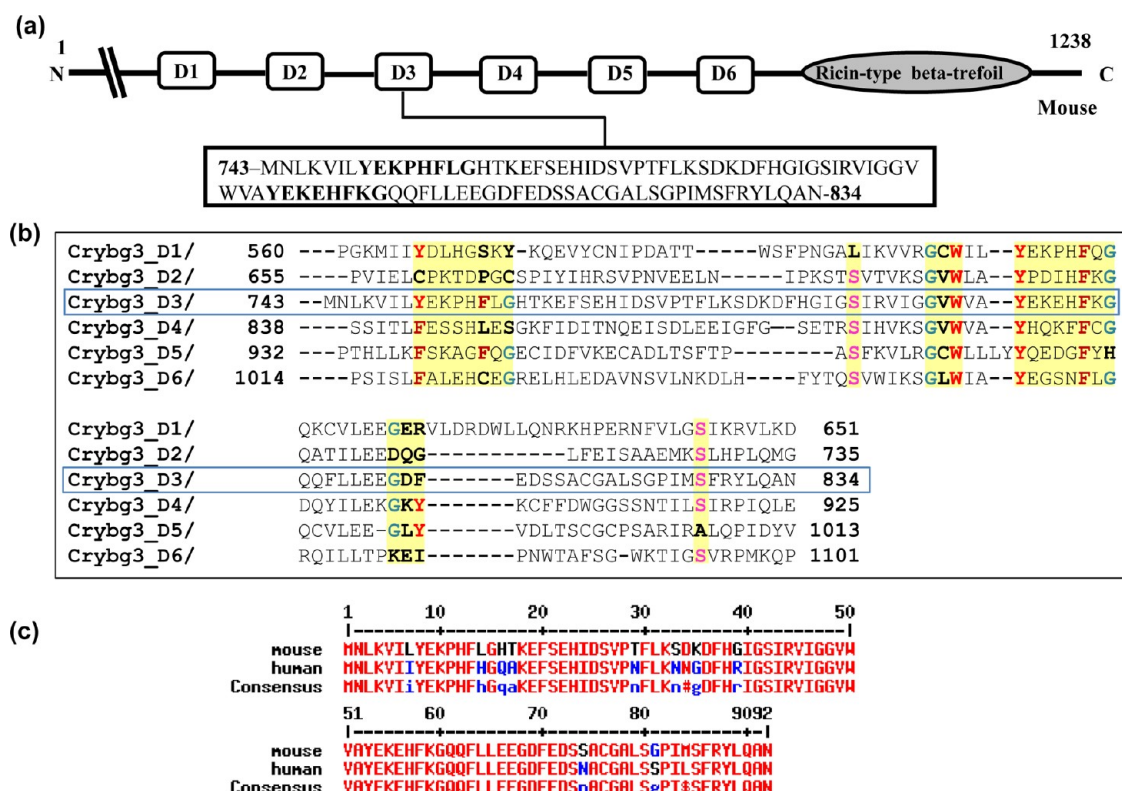 (a)
1
1238
N
D1
D2
D3
D4
D5
D6
Ricin-type beta-trefoil
C
Mouse
743–MNLKVILYEKPHFLGHTKEFSEHIDSVPTFLKSDKDFHGIGSIRVIGGV
WVAYEKEHFKGQQFLLEEGDFEDSSACGALSGPIMSFRYLQAN-834
(b)
Crybg3_D1/ 560 ----PGKMIIYDLHGSKY-KQEVYCNIPDATT-----WSFPNGALIKVVRGCWIL--YEKPHFQG
Crybg3_D2/ 655 -----PVIELCPKTDPGCSPIYIHRSVPNVEELN-----IPKSTSVTVKSGVWLA--YPDIHFKG
Crybg3_D3/ 743 --MNLKVILYEKPHFLGHTKEFSEHIDSVPTFLKSDKDFHGIGSIRVIGGVWVA--YEKEHFKG
Crybg3_D4/ 838 ----SSITLFESSHLESGKFIDITNQEISDLEEIGFG--SETRSIHVKSGVWVA--YHQKFFCG
Crybg3_D5/ 932 ----PTHLLKFSKAGFQGECIDFVKECADLTSFTP------ASFKVLRGCWLLLYYQEDGFYH
Crybg3_D6/ 1014 ----PSISLFALEHCEGRELHLEDAVNSVLNKDLH----FYTQSVWIKSGLWIA--YEGSNFLG
Crybg3_D1/ QKCVLEEGERVLDRDWLLQNRKHPERNFVLGSIKRVLKD 651
Crybg3_D2/ QATILEEDQG-----------LFEISAAEMKSLHPLQMG 735
Crybg3_D3/ QQFLLEEGDF-------EDSSACGALSGPIMSFRYLQAN 834
Crybg3_D4/ DQYILEKGKY-------KCFFDWGGSSNTILSIRPIQLE 925
Crybg3_D5/ QCVLEE-GLY-------VDLTSCGCPSARIRALQPIDYV 1013
Crybg3_D6/ RQILLTPKEI-------PNWTAFSG-WKTIGSVRPMKQP 1101
(c)
1 10 20 30 40 50
mouse MNLKVILYEKPHFLGHTKEFSEHIDSVPTFLKSDKDFHGIGSIRVIGGVW
human MNLKVIIYEKPHFHGQAKEFSEHIDSVPNFLKNNGDFHRIGSIRVIGGVW
Consensus MNLKVIiYEKPHFhGqaKEFSEHIDSVPnFLKn#gDFHrIGSIRVIGGVW
51 60 70 80 9092
mouse VAYEKEHFKGQQFLLEEGDFEDSSACGALSGPIMSFRYLQAN
human VAYEKEHFKGQQFLLEEGDFEDSNACGALSSPILSFRYLQAN
Consensus VAYEKEHFKGQQFLLEEGDFEDSnACGALSgPI$SFRYLQAN